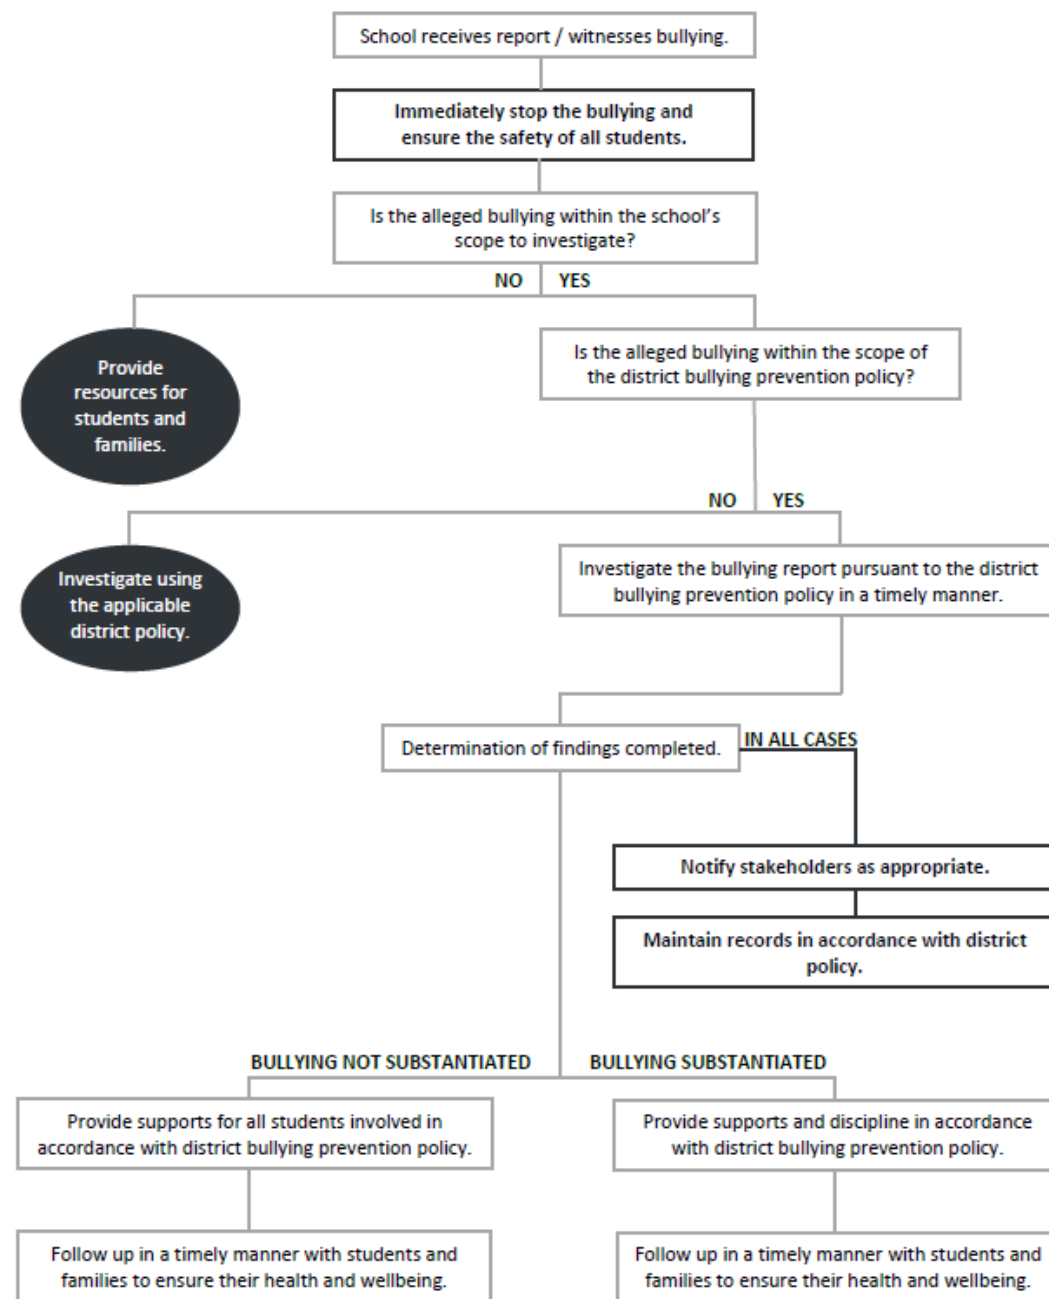 School receives report / witnesses bullying.
Immediately stop the bullying and
ensure the safety of all students.
Is the alleged bullying within the school's
scope to investigate?
NO YES
Provide
resources for
students and
families.
Is the alleged bullying within the scope of
the district bullying prevention policy?
NO YES
Investigate using
the applicable
district policy.
Investigate the bullying report pursuant to the district
bullying prevention policy in a timely manner.
Determination of findings completed.
IN ALL CASES
Notify stakeholders as appropriate.
Maintain records in accordance with district
policy.
BULLYING NOT SUBSTANTIATED
BULLYING SUBSTANTIATED
Provide supports for all students involved in
accordance with district bullying prevention policy.
Provide supports and discipline in accordance
with district bullying prevention policy.
Follow up in a timely manner with students and
families to ensure their health and wellbeing.
Follow up in a timely manner with students and
families to ensure their health and wellbeing.